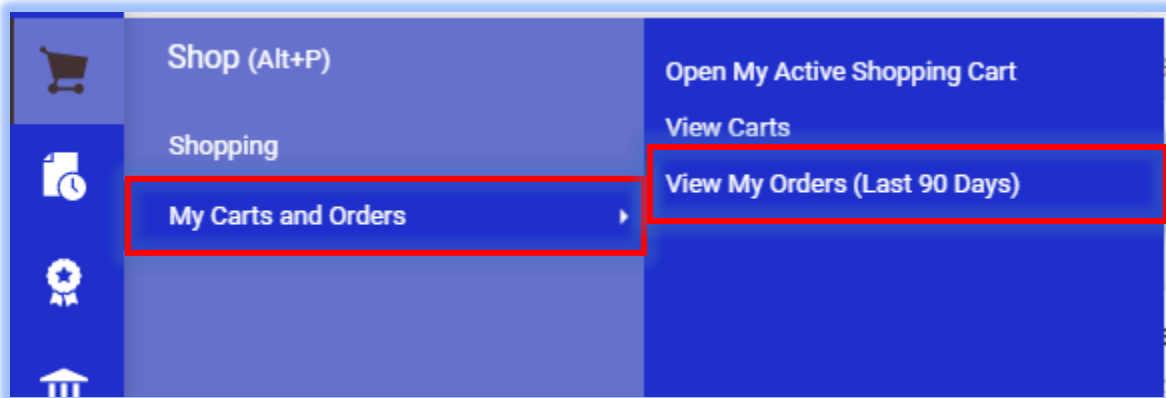 Shop (Alt+P)
Shopping
My Carts and Orders
Open My Active Shopping Cart
View Carts
View My Orders (Last 90 Days)